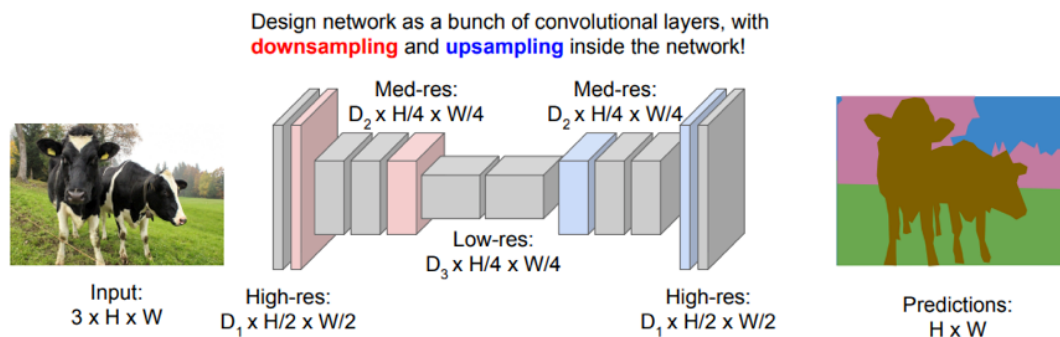 Design network as a bunch of convolutional layers, with
downsampling and upsampling inside the network!
Med-res:
D₂ x H/4 x W/4
Med-res:
D₂ x H/4 x W/4
Low-res:
D₃ x H/4 x W/4
Input:
3 x H x W
High-res:
D₁ x H/2 x W/2
High-res:
D₁ x H/2 x W/2
Predictions:
H x W